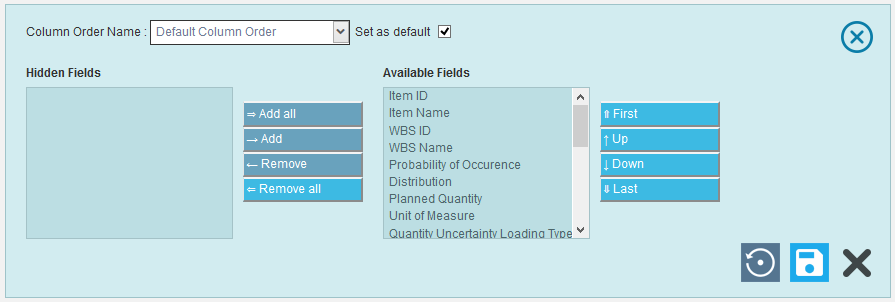 Column Order Name : Default Column Order Set as default
Hidden Fields
Available Fields
⇒ Add all
→ Add
← Remove
⇐ Remove all
Item ID
Item Name
WBS ID
WBS Name
Probability of Occurence
Distribution
Planned Quantity
Unit of Measure
Quantity Uncertainty Loading Type
⇑ First
↑ Up
↓ Down
⇓ Last